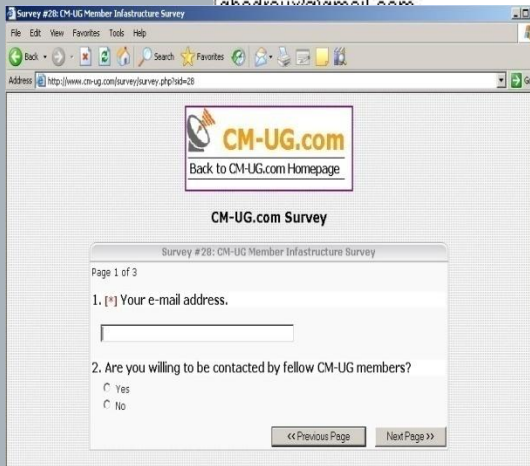 Survey #28: CM-UG Member Infastructure Survey
File Edit View Favorites Tools Help
Back Search Favorites
Address http://www.cm-ug.com/survey/survey.php?sid=28
CM-UG.com
Back to CM-UG.com Homepage
CM-UG.com Survey
Survey #28: CM-UG Member Infastructure Survey
Page 1 of 3
1. [*] Your e-mail address.
2. Are you willing to be contacted by fellow CM-UG members?
Yes
No
<< Previous Page Next Page >>